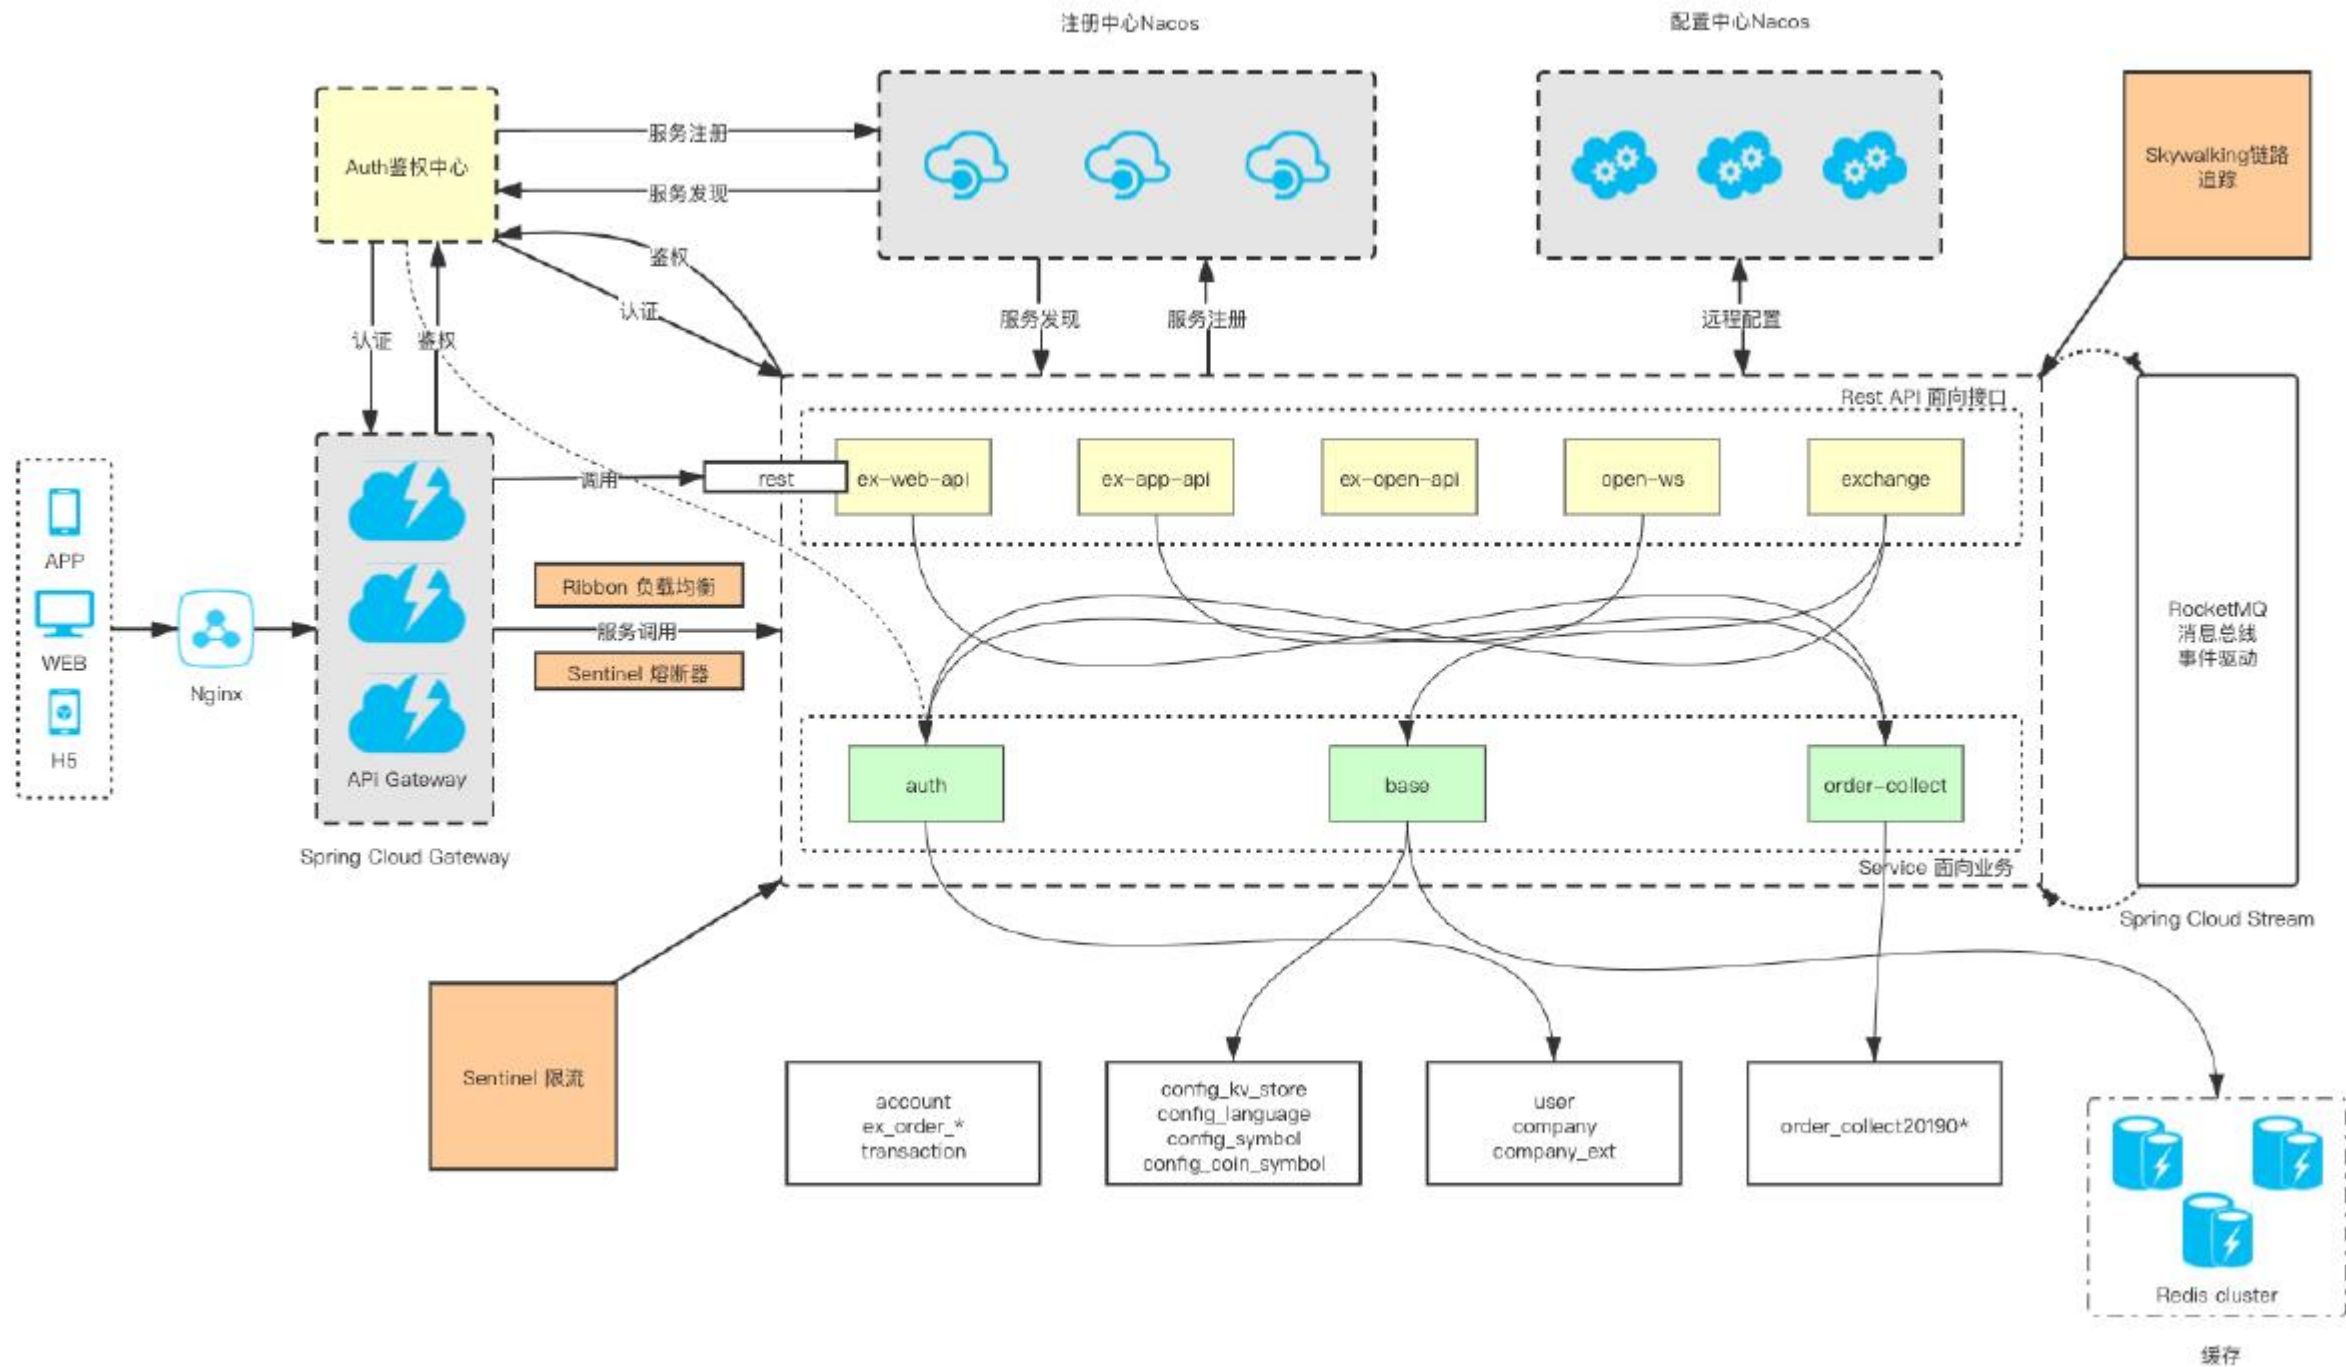 注册中心Nacos
配置中心Nacos
Auth鉴权中心
服务注册
服务发现
鉴权
认证
认证
鉴权
服务发现
服务注册
远程配置
Skywalking链路
追踪
Rest API 面向接口
调用
rest
ex-web-api
ex-app-api
ex-open-api
open-ws
exchange
APP
WEB
H5
Nginx
Ribbon 负载均衡
服务调用
Sentinel 熔断器
API Gateway
Spring Cloud Gateway
RocketMQ
消息总线
事件驱动
auth
base
order-collect
Service 面向业务
Spring Cloud Stream
Sentinel 限流
account
ex_order_*
transaction
config_kv_store
config_language
config_symbol
config_coin_symbol
user
company
company_ext
order_collect20190*
Redis cluster
缓存